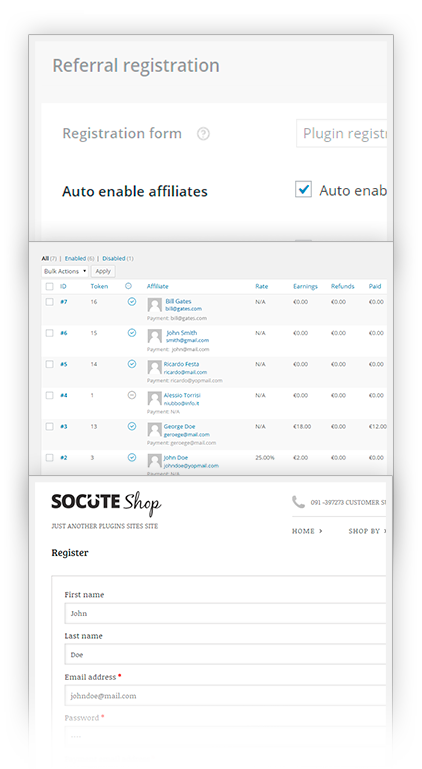 Referral registration
Registration form ?
Plugin regist
Auto enable affiliates
Auto enab
All (7) | Enabled (6) | Disabled (1)
Bulk Actions Apply
ID Token Affiliate Rate Earnings Refunds Paid
#7 16 Bill Gates N/A €0.00 €0.00 €0.00
bill@gates.com
Payment: bill@gates.com
#6 15 John Smith N/A €0.00 €0.00 €0.00
smith@gmail.com
Payment: john@mail.com
#5 14 Ricardo Festa N/A €0.00 €0.00 €0.00
ricardo@mail.com
Payment: ricardo@yopmail.com
#4 1 Alessio Torrisi N/A €0.00 €0.00 €0.00
niubbo@info.it
Payment: N/A
#3 13 George Doe N/A €18.00 €0.00 €12.00
geroege@mail.com
Payment: geroege@mail.com
#2 3 John Doe 25.00% €2.00 €0.00 €0.00
johndoe@yopmail.com
Payment: N/A
SOCUTE Shop
JUST ANOTHER PLUGINS SITES SITE
091 -397273 CUSTOMER SU
HOME > SHOP BY >
Register
First name
John
Last name
Doe
Email address *
johndoe@mail.com
Password *
····